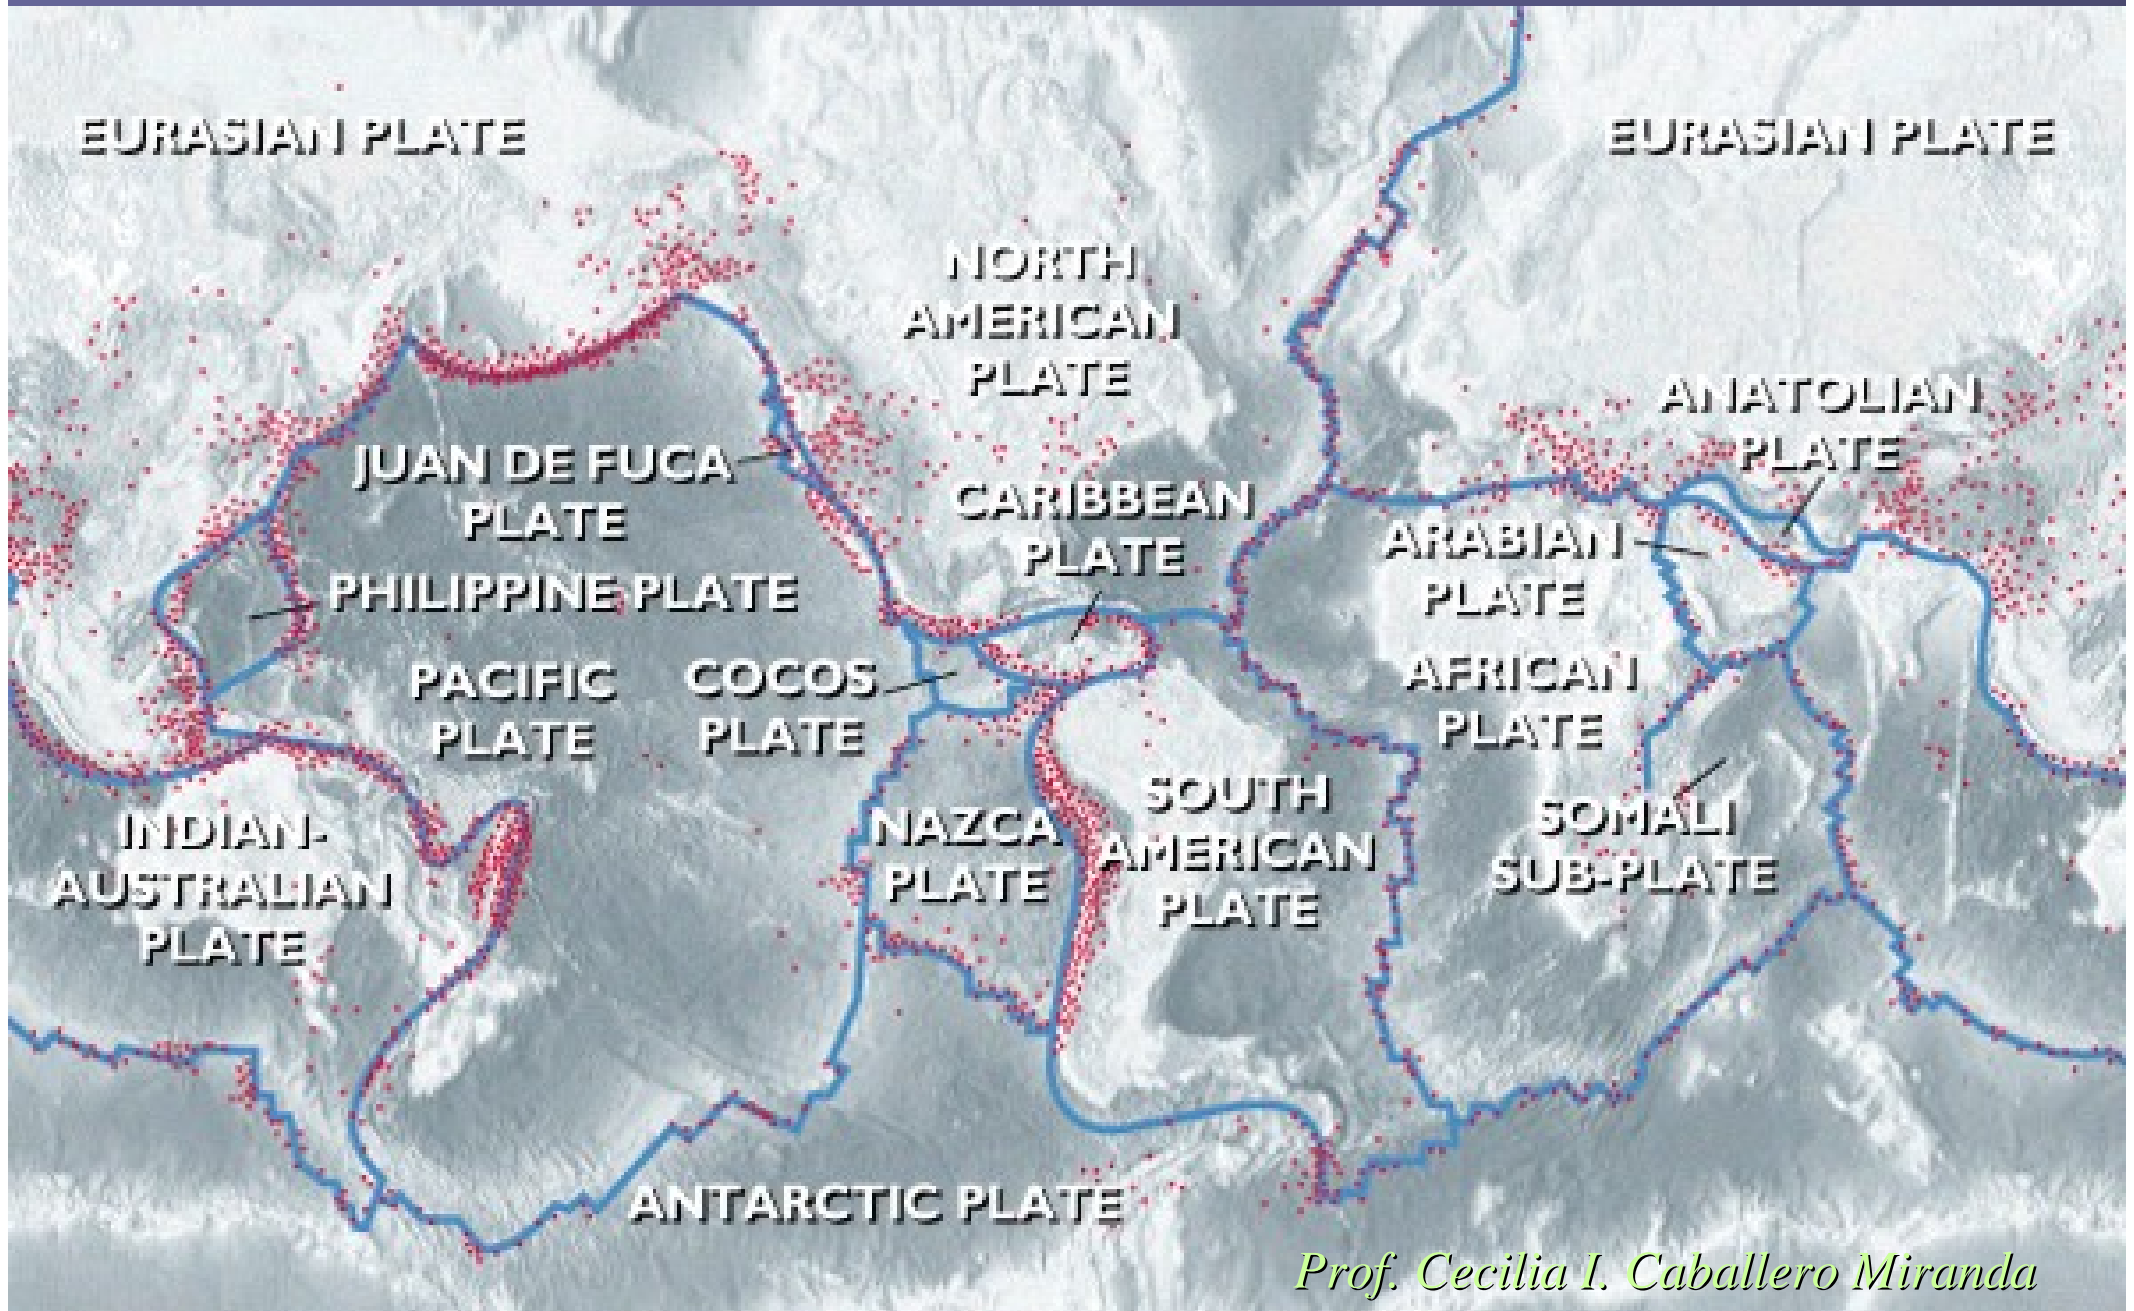 EURASIAN PLATE
EURASIAN PLATE
NORTH
AMERICAN
PLATE
ANATOLIAN
PLATE
JUAN DE FUCA
PLATE
CARIBBEAN
PLATE
ARABIAN
PLATE
PHILIPPINE PLATE
PACIFIC
PLATE
COCOS
PLATE
AFRICAN
PLATE
INDIAN-
AUSTRALIAN
PLATE
NAZCA
PLATE
SOUTH
AMERICAN
PLATE
SOMALI
SUB-PLATE
ANTARCTIC PLATE
Prof. Cecilia I. Caballero Miranda